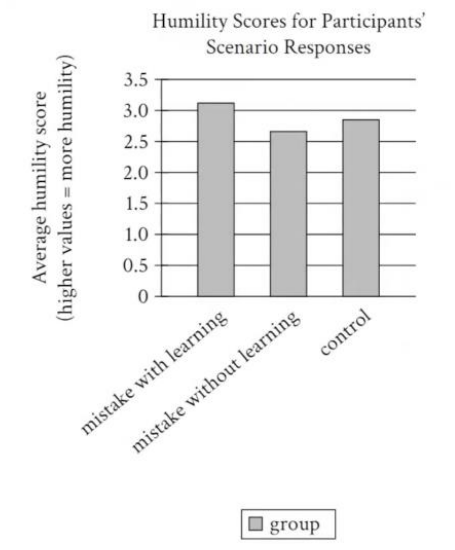 Humility Scores for Participants’
Scenario Responses
Average humility score
(higher values = more humility)
3.5
3.0
2.5
2.0
1.5
1.0
0.5
0
mistake with learning
mistake without learning
control
group